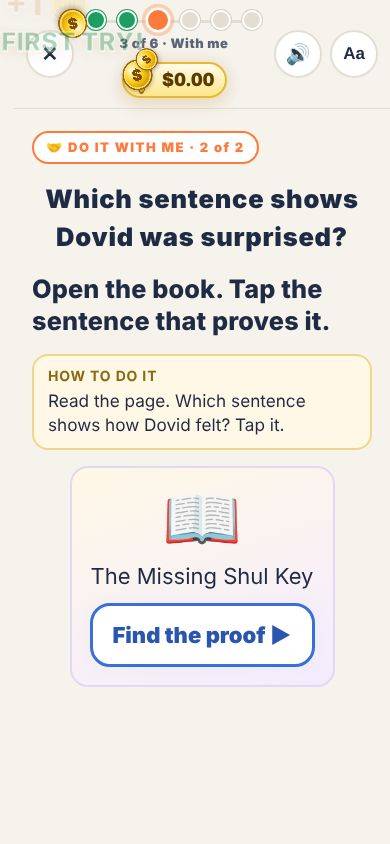 FIRST TRY!
3 of 6 · With me
$0.00
Aa
DO IT WITH ME · 2 of 2
Which sentence shows
Dovid was surprised?
Open the book. Tap the
sentence that proves it.
HOW TO DO IT
Read the page. Which sentence
shows how Dovid felt? Tap it.
The Missing Shul Key
Find the proof ▶